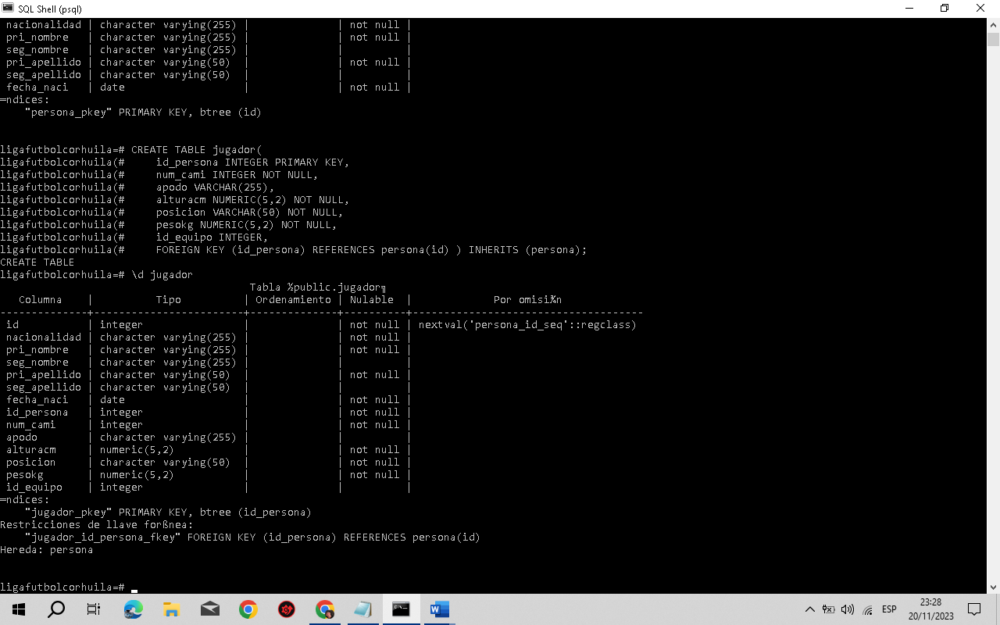 SQL Shell (psql)
 nacionalidad | character varying(255) |              | not null |
 pri_nombre   | character varying(255) |              | not null |
 seg_nombre   | character varying(255) |              |          |
 pri_apellido | character varying(50)  |              | not null |
 seg_apellido | character varying(50)  |              |          |
 fecha_naci   | date                   |              | not null |
═ndices:
    "persona_pkey" PRIMARY KEY, btree (id)
ligafutbolcorhuila=# CREATE TABLE jugador(
ligafutbolcorhuila(#     id_persona INTEGER PRIMARY KEY,
ligafutbolcorhuila(#     num_cami INTEGER NOT NULL,
ligafutbolcorhuila(#     apodo VARCHAR(255),
ligafutbolcorhuila(#     alturacm NUMERIC(5,2) NOT NULL,
ligafutbolcorhuila(#     posicion VARCHAR(50) NOT NULL,
ligafutbolcorhuila(#     pesokg NUMERIC(5,2) NOT NULL,
ligafutbolcorhuila(#     id_equipo INTEGER,
ligafutbolcorhuila(#     FOREIGN KEY (id_persona) REFERENCES persona(id) ) INHERITS (persona);
CREATE TABLE
ligafutbolcorhuila=# \d jugador
                                        Tabla %public.jugador╗
   Columna    |          Tipo          | Ordenamiento | Nulable  |             Por omisi%n
--------------+------------------------+--------------+----------+-------------------------------------
 id           | integer                |              | not null | nextval('persona_id_seq'::regclass)
 nacionalidad | character varying(255) |              | not null |
 pri_nombre   | character varying(255) |              | not null |
 seg_nombre   | character varying(255) |              |          |
 pri_apellido | character varying(50)  |              | not null |
 seg_apellido | character varying(50)  |              |          |
 fecha_naci   | date                   |              | not null |
 id_persona   | integer                |              | not null |
 num_cami     | integer                |              | not null |
 apodo        | character varying(255) |              |          |
 alturacm     | numeric(5,2)           |              | not null |
 posicion     | character varying(50)  |              | not null |
 pesokg       | numeric(5,2)           |              | not null |
 id_equipo    | integer                |              |          |
═ndices:
    "jugador_pkey" PRIMARY KEY, btree (id_persona)
Restricciones de llave forßnea:
    "jugador_id_persona_fkey" FOREIGN KEY (id_persona) REFERENCES persona(id)
Hereda: persona
ligafutbolcorhuila=# _
ESP
23:28
20/11/2023